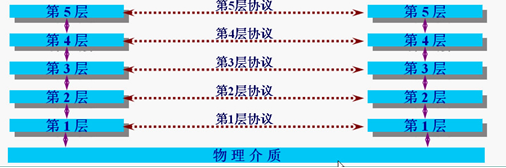 第5层 第5层协议 第5层
第4层 第4层协议 第4层
第3层 第3层协议 第3层
第2层 第2层协议 第2层
第1层 第1层协议 第1层
物理介质